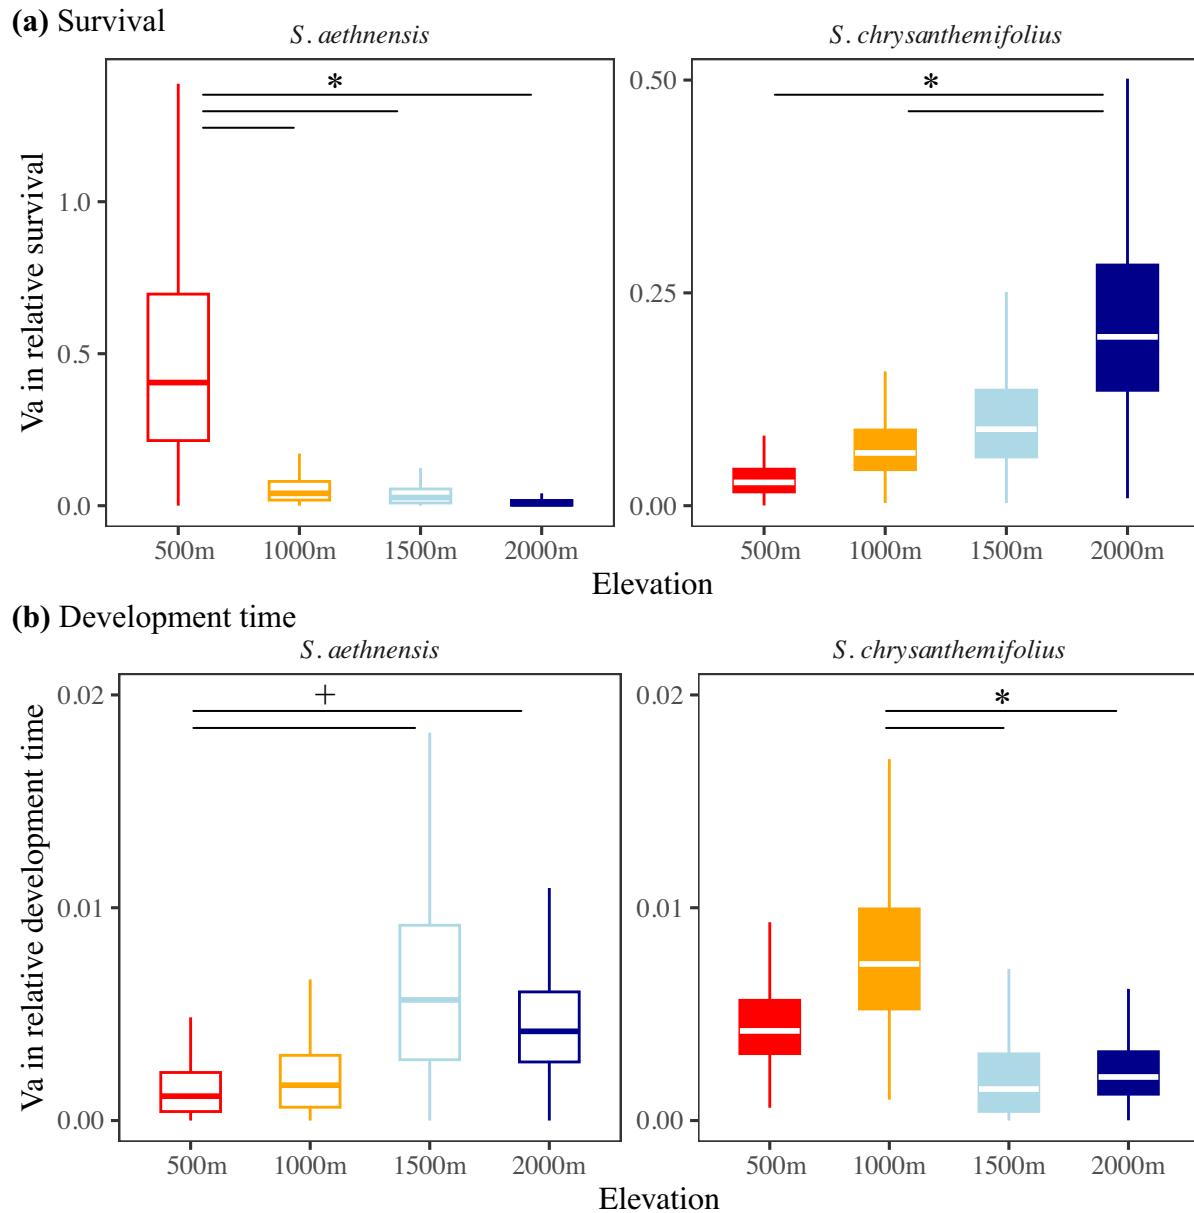 (a) Survival
S. aethnensis
S. chrysanthemifolius
Va in relative survival
1.0
0.5
0.0
*
500m 1000m 1500m 2000m
0.50
0.25
0.00
*
500m 1000m 1500m 2000m
Elevation
(b) Development time
S. aethnensis
S. chrysanthemifolius
Va in relative development time
0.02
0.01
0.00
+
500m 1000m 1500m 2000m
0.02
0.01
0.00
*
500m 1000m 1500m 2000m
Elevation